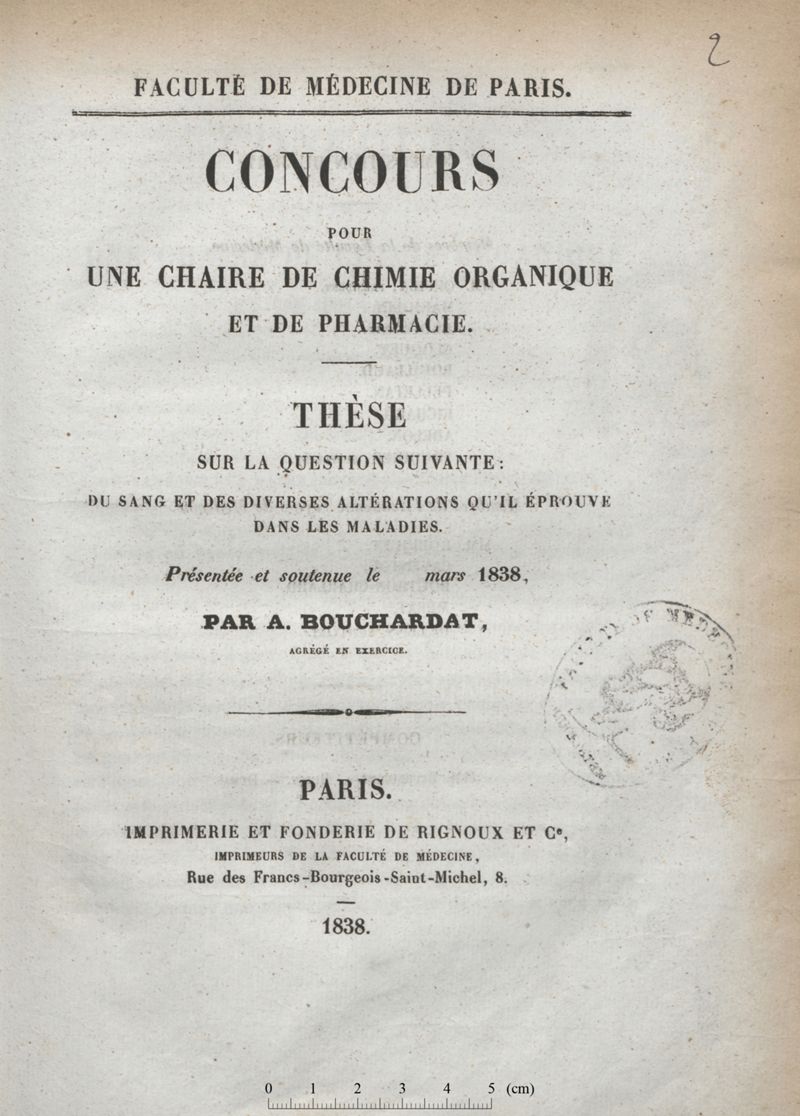 2
FACULTÉ DE MÉDECINE DE PARIS.
CONCOURS
POUR
UNE CHAIRE DE CHIMIE ORGANIQUE
ET DE PHARMACIE.
THÈSE
SUR LA QUESTION SUIVANTE:
DU SANG ET DES DIVERSES ALTÉRATIONS QU'IL ÉPROUVE
DANS LES MALADIES.
Présentée et soutenue le mars 1838,
PAR A. BOUCHARDAT,
AGRÉGÉ EN EXERCICE.
PARIS.
IMPRIMERIE ET FONDERIE DE RIGNOUX ET Ce,
IMPRIMEURS DE LA FACULTÉ DE MÉDECINE,
Rue des Francs-Bourgeois-Saint-Michel, 8.
1838.
0 1 2 3 4 5 (cm)